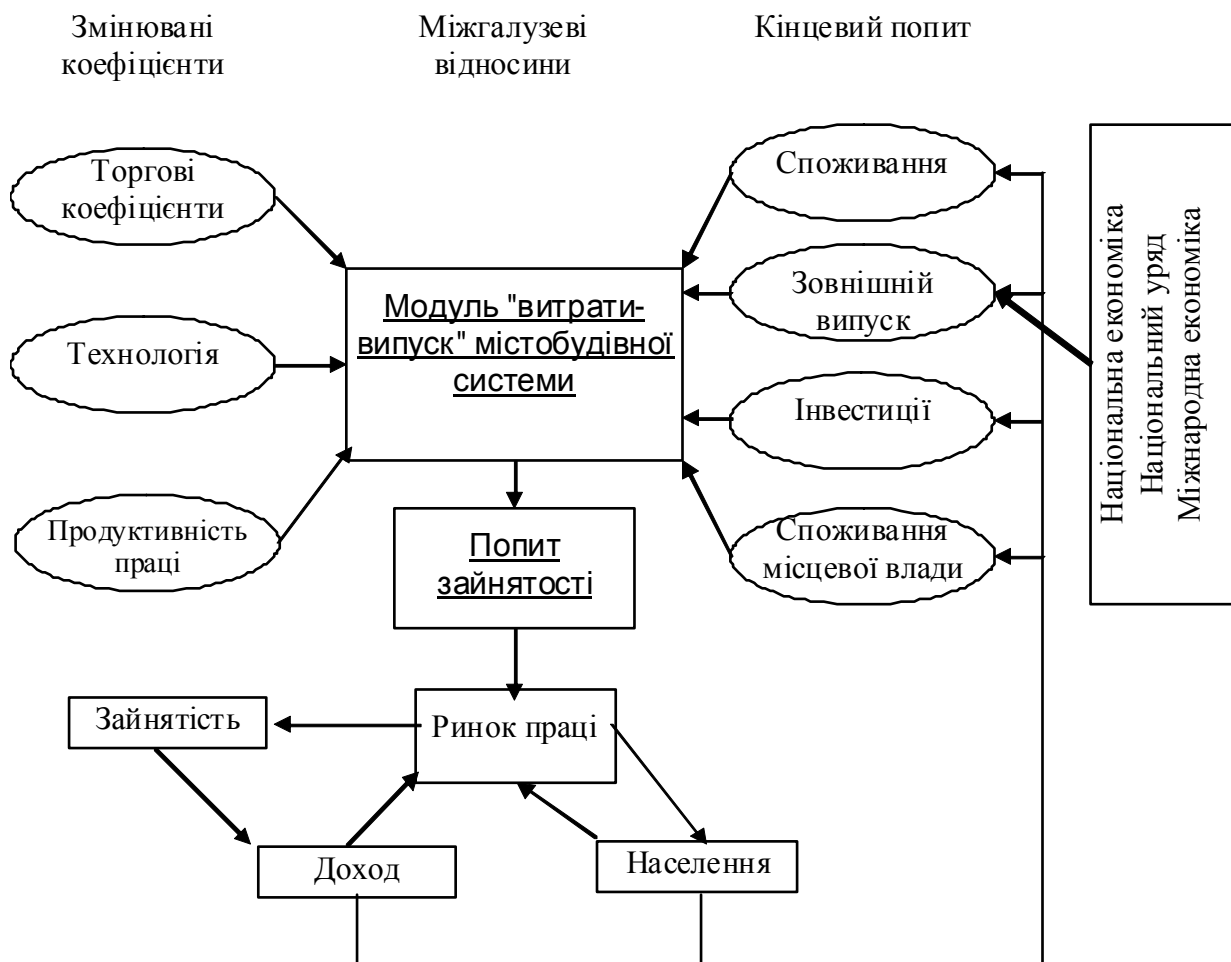 Змінювані
коефіцієнти
Міжгалузеві
відносини
Кінцевий попит
Торгові
коефіцієнти
Технологія
Продуктивність
праці
Модуль "витрати-
випуск" містобудівної
системи
Попит
зайнятості
Споживання
Зовнішній
випуск
Інвестиції
Споживання
місцевої влади
Національна економіка
Національний уряд
Міжнародна економіка
Зайнятість
Ринок праці
Доход
Населення